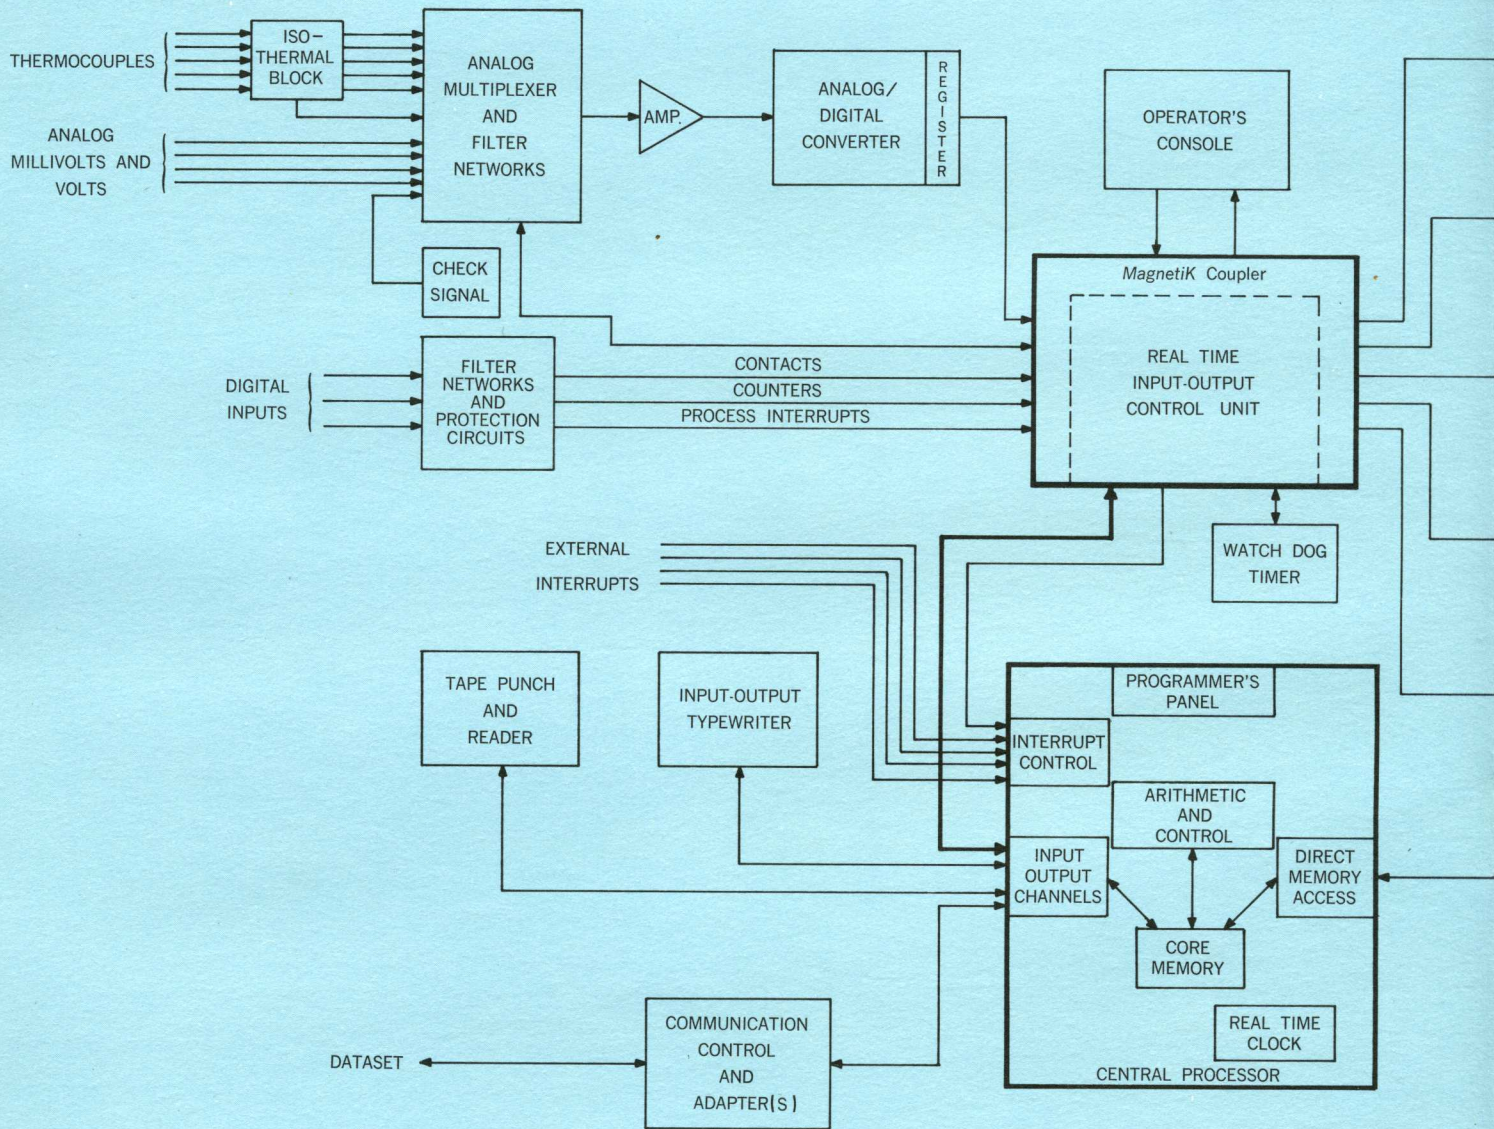 THERMOCOUPLES
ISO-
THERMAL
BLOCK
ANALOG
MULTIPLEXER
AND
FILTER
NETWORKS
AMP.
ANALOG/
DIGITAL
CONVERTER
REGISTER
OPERATOR'S
CONSOLE
ANALOG
MILLIVOLTS AND
VOLTS
CHECK
SIGNAL
MagnetiK Coupler
REAL TIME
INPUT-OUTPUT
CONTROL UNIT
DIGITAL
INPUTS
FILTER
NETWORKS
AND
PROTECTION
CIRCUITS
CONTACTS
COUNTERS
PROCESS INTERRUPTS
WATCH DOG
TIMER
EXTERNAL
INTERRUPTS
TAPE PUNCH
AND
READER
INPUT-OUTPUT
TYPEWRITER
PROGRAMMER'S
PANEL
INTERRUPT
CONTROL
ARITHMETIC
AND
CONTROL
INPUT
OUTPUT
CHANNELS
DIRECT
MEMORY
ACCESS
CORE
MEMORY
REAL TIME
CLOCK
CENTRAL PROCESSOR
DATASET
COMMUNICATION
CONTROL
AND
ADAPTER(S)